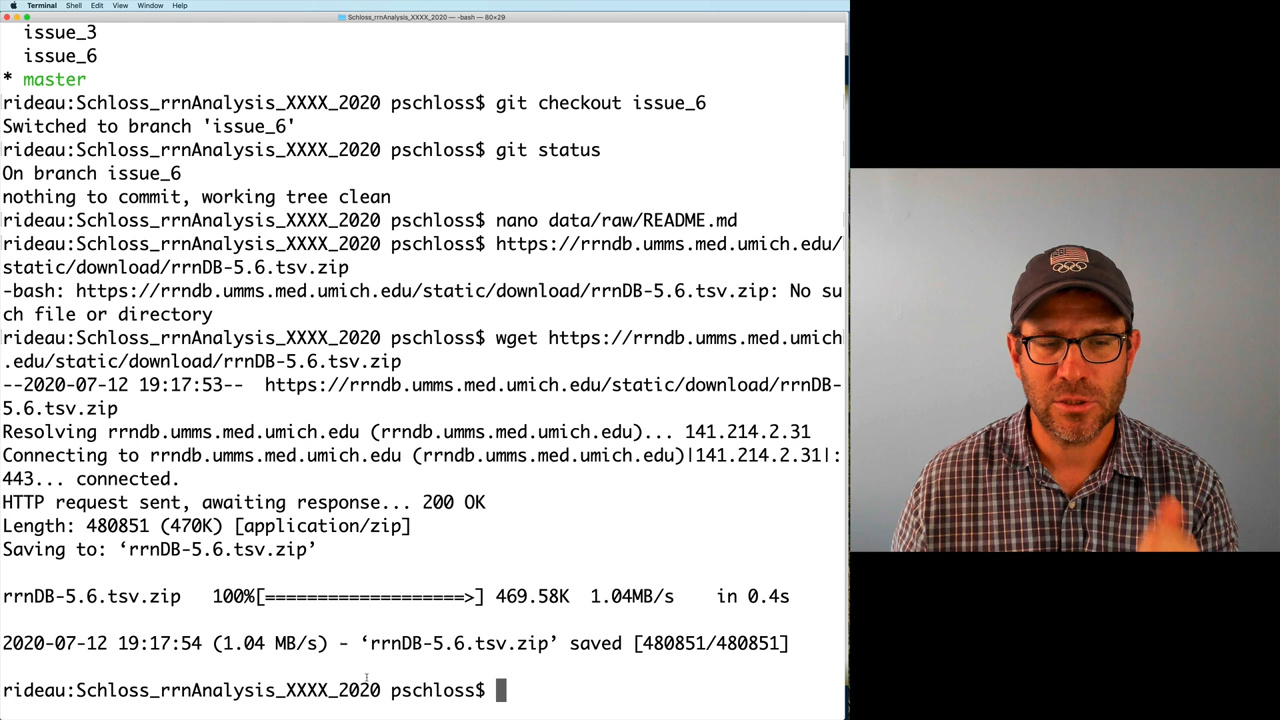 Terminal Shell Edit View Window Help
Schloss_rrnAnalysis_XXXX_2020 — -bash — 80×29
issue_3
issue_6
* master
rideau:Schloss_rrnAnalysis_XXXX_2020 pschloss$ git checkout issue_6
Switched to branch 'issue_6'
rideau:Schloss_rrnAnalysis_XXXX_2020 pschloss$ git status
On branch issue_6
nothing to commit, working tree clean
rideau:Schloss_rrnAnalysis_XXXX_2020 pschloss$ nano data/raw/README.md
rideau:Schloss_rrnAnalysis_XXXX_2020 pschloss$ https://rrndb.umms.med.umich.edu/
static/download/rrnDB-5.6.tsv.zip
-bash: https://rrndb.umms.med.umich.edu/static/download/rrnDB-5.6.tsv.zip: No su
ch file or directory
rideau:Schloss_rrnAnalysis_XXXX_2020 pschloss$ wget https://rrndb.umms.med.umich
.edu/static/download/rrnDB-5.6.tsv.zip
--2020-07-12 19:17:53--  https://rrndb.umms.med.umich.edu/static/download/rrnDB-
5.6.tsv.zip
Resolving rrndb.umms.med.umich.edu (rrndb.umms.med.umich.edu)... 141.214.2.31
Connecting to rrndb.umms.med.umich.edu (rrndb.umms.med.umich.edu)|141.214.2.31|:
443... connected.
HTTP request sent, awaiting response... 200 OK
Length: 480851 (470K) [application/zip]
Saving to: ‘rrnDB-5.6.tsv.zip’
rrnDB-5.6.tsv.zip   100%[===================>] 469.58K  1.04MB/s    in 0.4s
2020-07-12 19:17:54 (1.04 MB/s) - ‘rrnDB-5.6.tsv.zip’ saved [480851/480851]
rideau:Schloss_rrnAnalysis_XXXX_2020 pschloss$